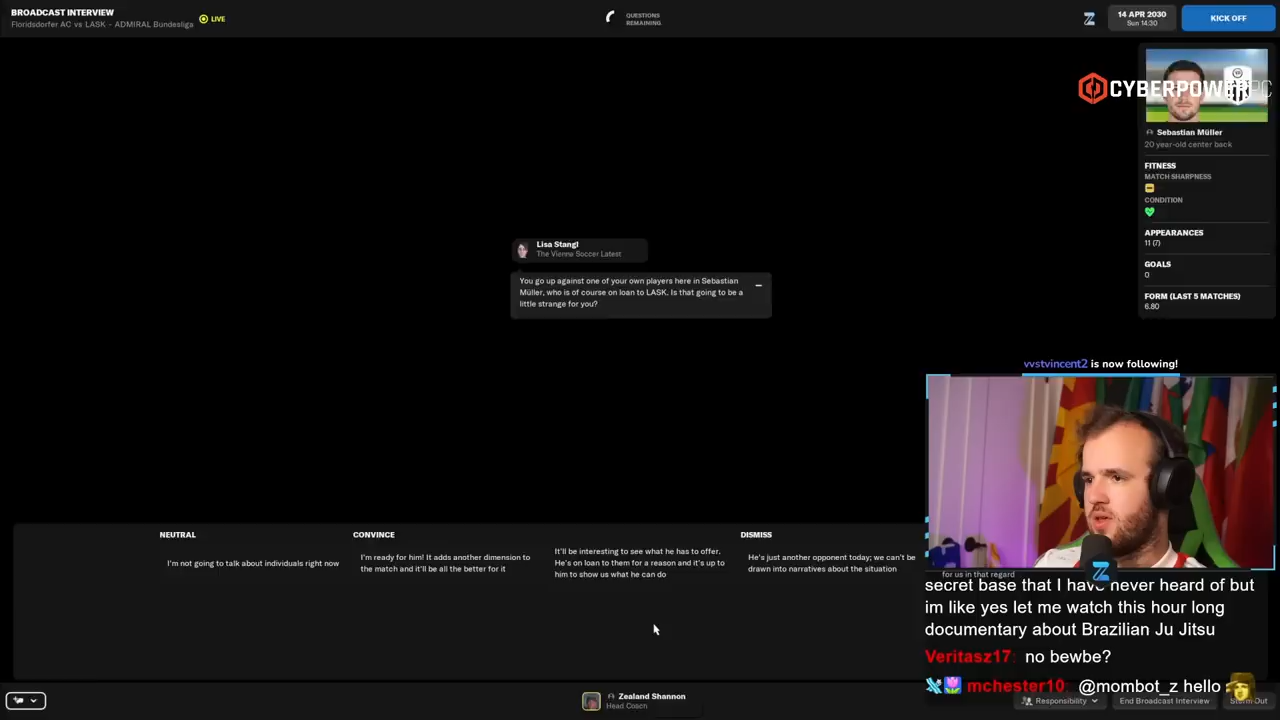 BROADCAST INTERVIEW
Floridsdorfer AC vs LASK - ADMIRAL Bundesliga
LIVE
QUESTIONS
REMAINING
14 APR 2030
Sun 14:30
KICK OFF
CYBERPOWERPC
Sebastian Müller
20 year-old center back
FITNESS
MATCH SHARPNESS
CONDITION
APPEARANCES
11 (7)
GOALS
0
FORM (LAST 5 MATCHES)
6.80
Lisa Stangl
The Vienna Soccer Latest
You go up against one of your own players here in Sebastian
Müller, who is of course on loan to LASK. Is that going to be a
little strange for you?
vvstvincent2 is now following!
NEUTRAL
I'm not going to talk about individuals right now
CONVINCE
I'm ready for him! It adds another dimension to
the match and it'll be all the better for it
It'll be interesting to see what he has to offer.
He's on loan to them for a reason and it's up to
him to show us what he can do
DISMISS
He's just another opponent today; we can't be
drawn into narratives about the situation
for us in that regard
secret base that I have never heard of but
im like yes let me watch this hour long
documentary about Brazilian Ju Jitsu
Veritasz17: no bewbe?
mchester10: @mombot_z hello
Zealand Shannon
Head Coach
Responsibility
End Broadcast Interview
Storm Out